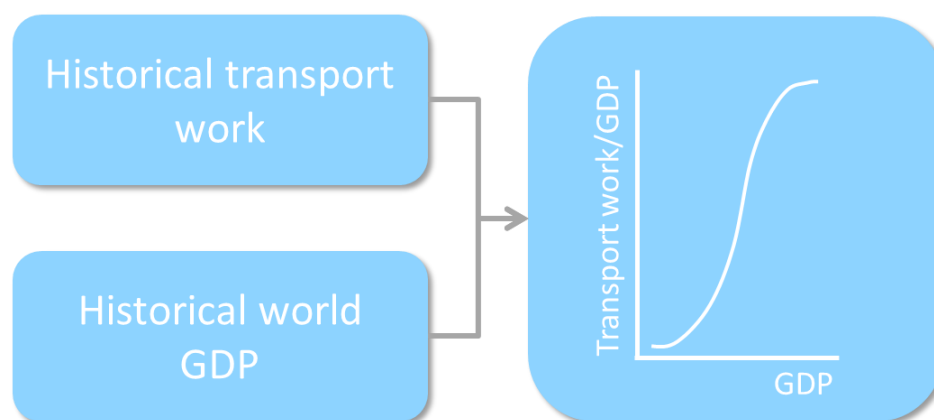 Historical transport
work
Historical world
GDP
Transport work/GDP
GDP